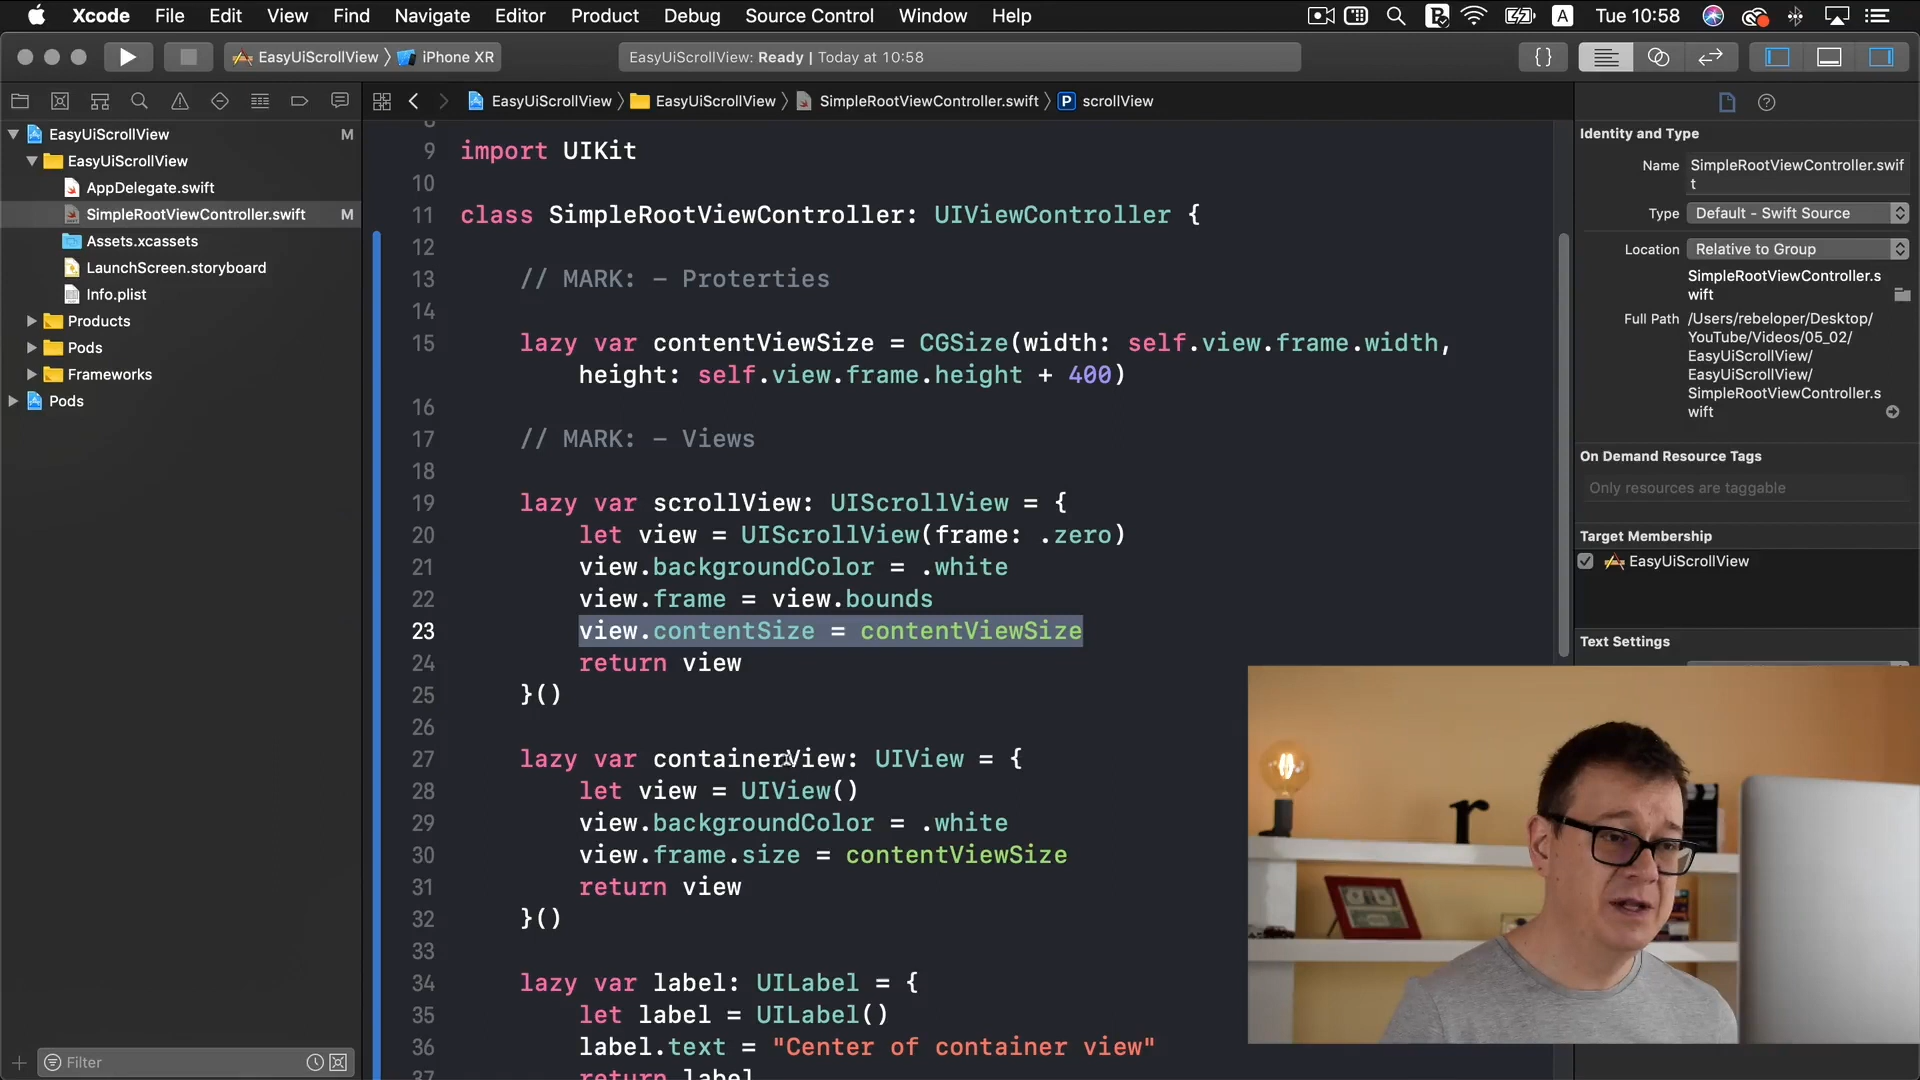 Xcode File Edit View Find Navigate Editor Product Debug Source Control Window Help A Tue 10:58
EasyUiScrollView iPhone XR EasyUiScrollView: Ready | Today at 10:58 {}
EasyUiScrollView EasyUiScrollView SimpleRootViewController.swift P scrollView
EasyUiScrollView M
EasyUiScrollView
AppDelegate.swift
SimpleRootViewController.swift M
Assets.xcassets
LaunchScreen.storyboard
Info.plist
Products
Pods
Frameworks
Pods
Filter
8
9 import UIKit
10
11 class SimpleRootViewController: UIViewController {
12
13 // MARK: - Proterties
14
15 lazy var contentViewSize = CGSize(width: self.view.frame.width,
height: self.view.frame.height + 400)
16
17 // MARK: - Views
18
19 lazy var scrollView: UIScrollView = {
20 let view = UIScrollView(frame: .zero)
21 view.backgroundColor = .white
22 view.frame = view.bounds
23 view.contentSize = contentViewSize
24 return view
25 }()
26
27 lazy var containerView: UIView = {
28 let view = UIView()
29 view.backgroundColor = .white
30 view.frame.size = contentViewSize
31 return view
32 }()
33
34 lazy var label: UILabel = {
35 let label = UILabel()
36 label.text = "Center of container view"
37 return label
Identity and Type
Name SimpleRootViewController.swif
t
Type Default - Swift Source
Location Relative to Group
SimpleRootViewController.s
wift
Full Path /Users/rebeloper/Desktop/
YouTube/Videos/05_02/
EasyUiScrollView/
EasyUiScrollView/
SimpleRootViewController.s
wift
On Demand Resource Tags
Only resources are taggable
Target Membership
EasyUiScrollView
Text Settings
r